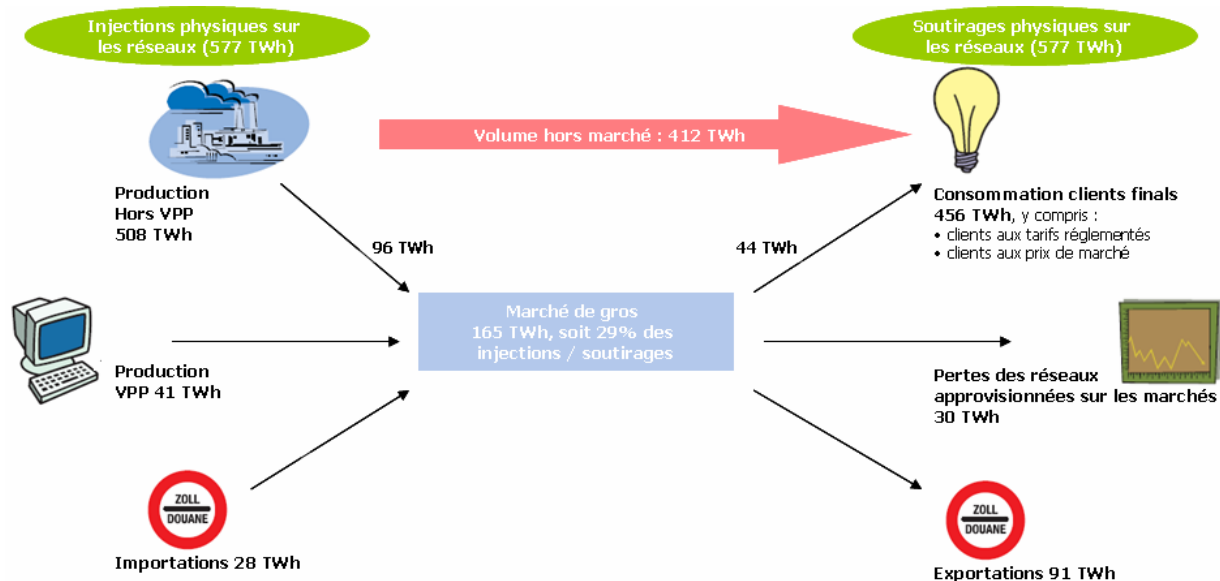 Injections physiques sur
les réseaux (577 TWh)
Soutirages physiques sur
les réseaux (577 TWh)
Volume hors marché : 412 TWh
Production
Hors VPP
508 TWh
Consommation clients finals
456 TWh, y compris :
• clients aux tarifs réglementés
• clients aux prix de marché
96 TWh
44 TWh
Marché de gros
165 TWh, soit 29% des
injections / soutirages
Production
VPP 41 TWh
Pertes des réseaux
approvisionnées sur les marchés
30 TWh
ZOLL
DOUANE
Importations 28 TWh
ZOLL
DOUANE
Exportations 91 TWh